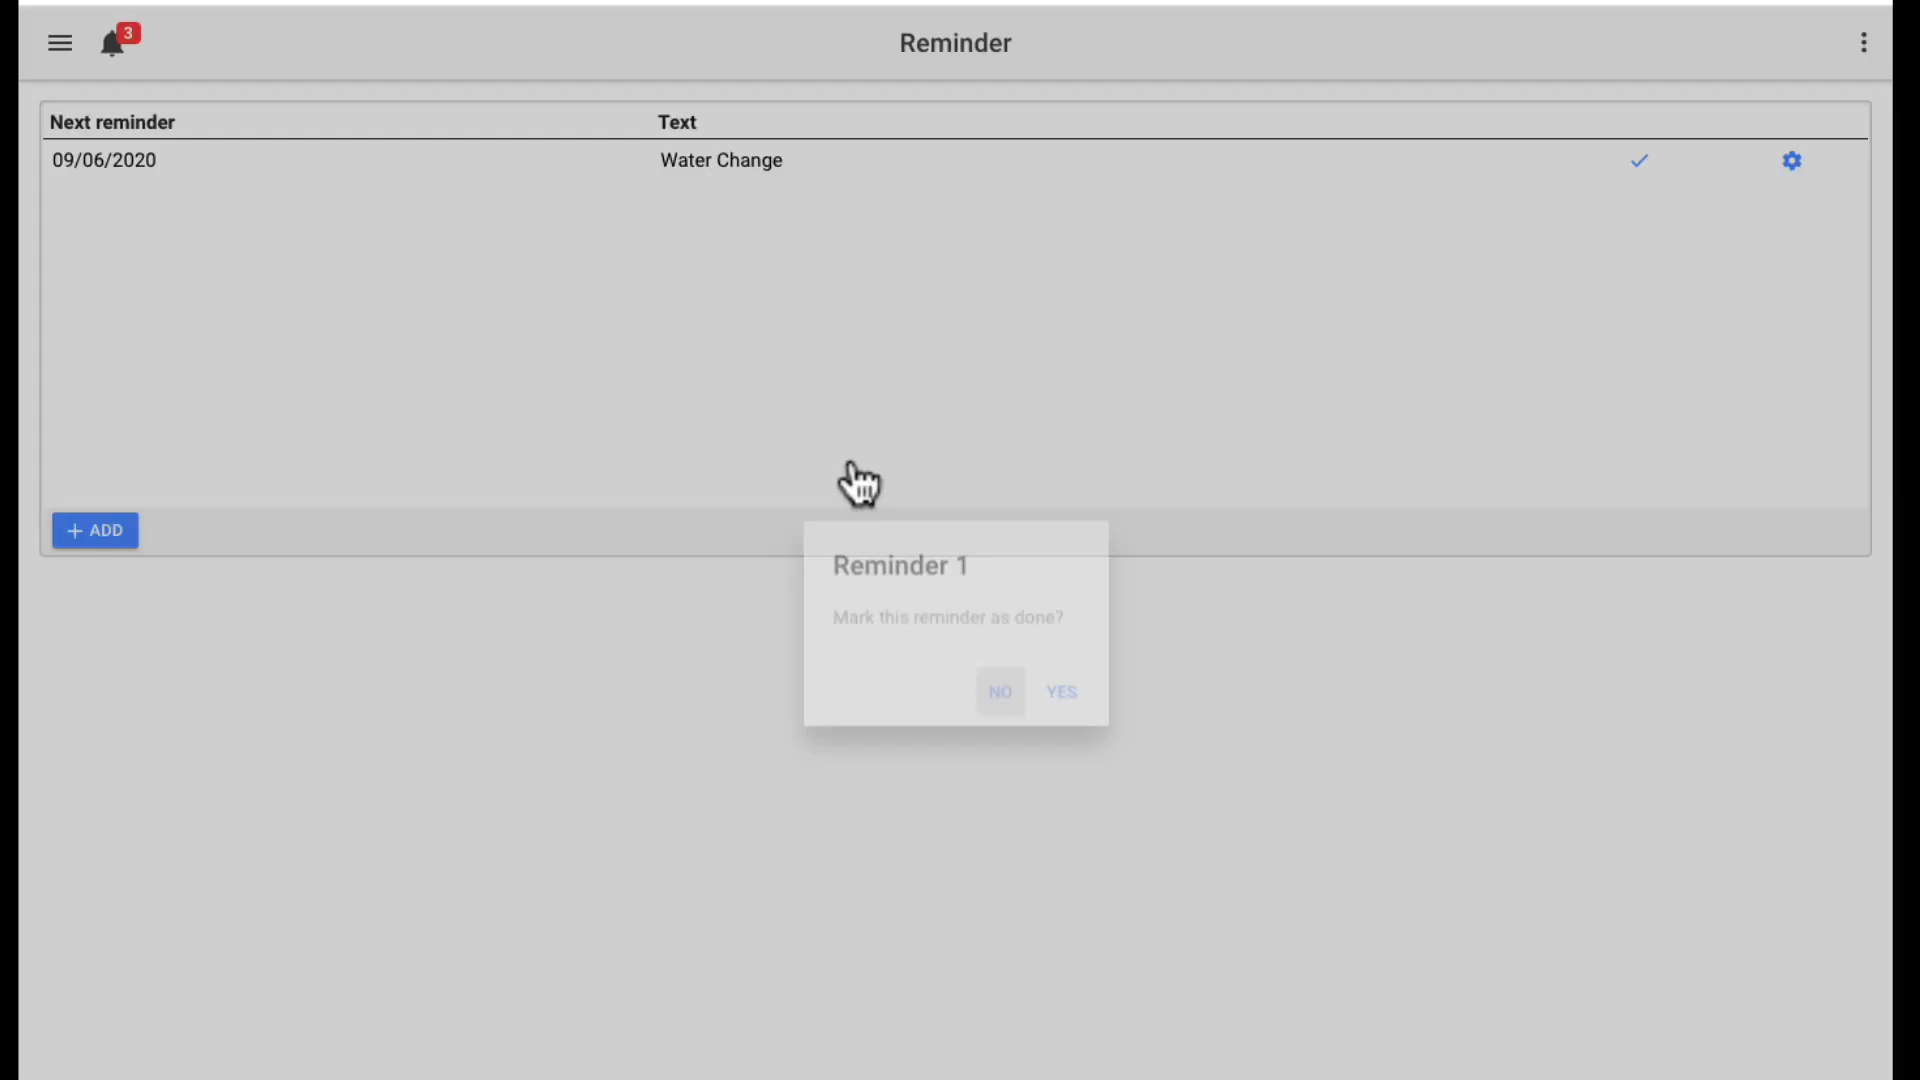 3
Reminder
Next reminder Text
09/06/2020 Water Change
+ ADD
Reminder 1
Mark this reminder as done?
NO YES